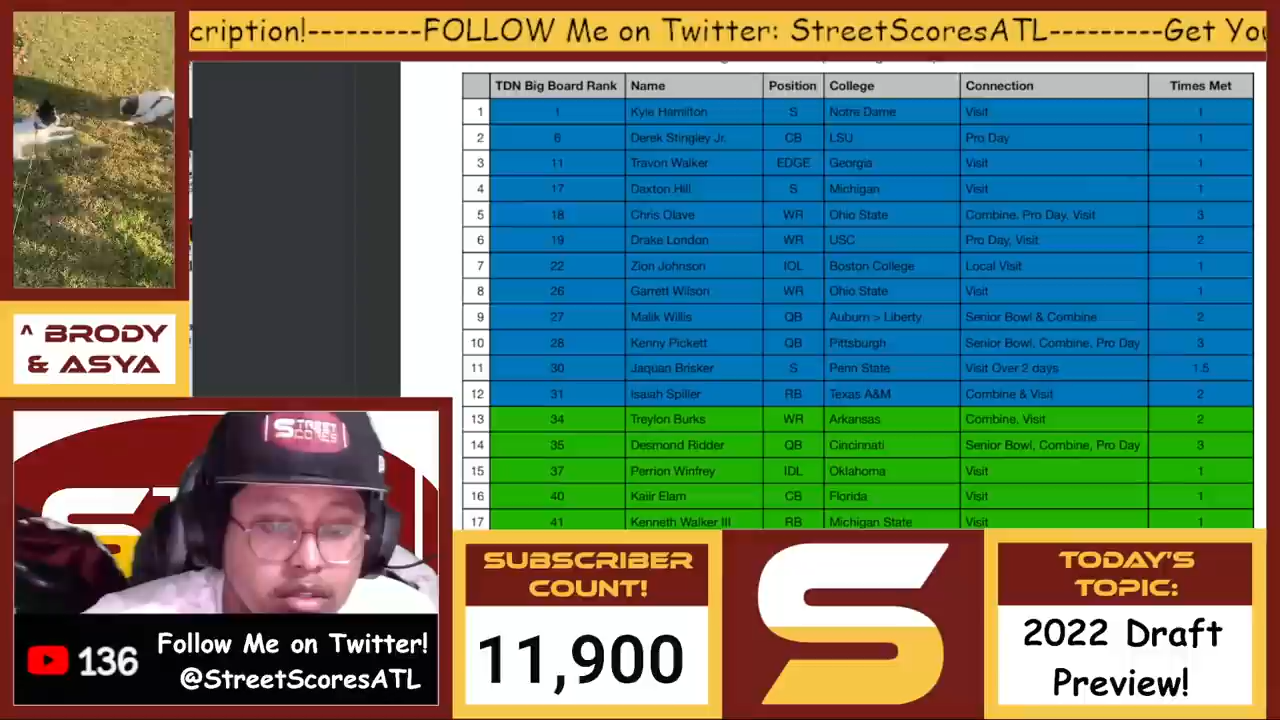 cription!---------FOLLOW Me on Twitter: StreetScoresATL---------Get You
TDN Big Board Rank Name Position College Connection Times Met
1 1 Kyle Hamilton S Notre Dame Visit 1
2 6 Derek Stingley Jr. CB LSU Pro Day 1
3 11 Travon Walker EDGE Georgia Visit 1
4 17 Daxton Hill S Michigan Visit 1
5 18 Chris Olave WR Ohio State Combine, Pro Day, Visit 3
6 19 Drake London WR USC Pro Day, Visit 2
7 22 Zion Johnson IOL Boston College Local Visit 1
8 26 Garrett Wilson WR Ohio State Visit 1
9 27 Malik Willis QB Auburn > Liberty Senior Bowl & Combine 2
10 28 Kenny Pickett QB Pittsburgh Senior Bowl, Combine, Pro Day 3
11 30 Jaquan Brisker S Penn State Visit Over 2 days 1.5
12 31 Isaiah Spiller RB Texas A&M Combine & Visit 2
13 34 Treylon Burks WR Arkansas Combine, Visit 2
14 35 Desmond Ridder QB Cincinnati Senior Bowl, Combine, Pro Day 3
15 37 Perrion Winfrey IDL Oklahoma Visit 1
16 40 Kaiir Elam CB Florida Visit 1
17 41 Kenneth Walker III RB Michigan State Visit 1
^ BRODY
& ASYA
STREET
SCORES
136
Follow Me on Twitter!
@StreetScoresATL
SUBSCRIBER
COUNT!
11,900
S
TODAY'S
TOPIC:
2022 Draft
Preview!